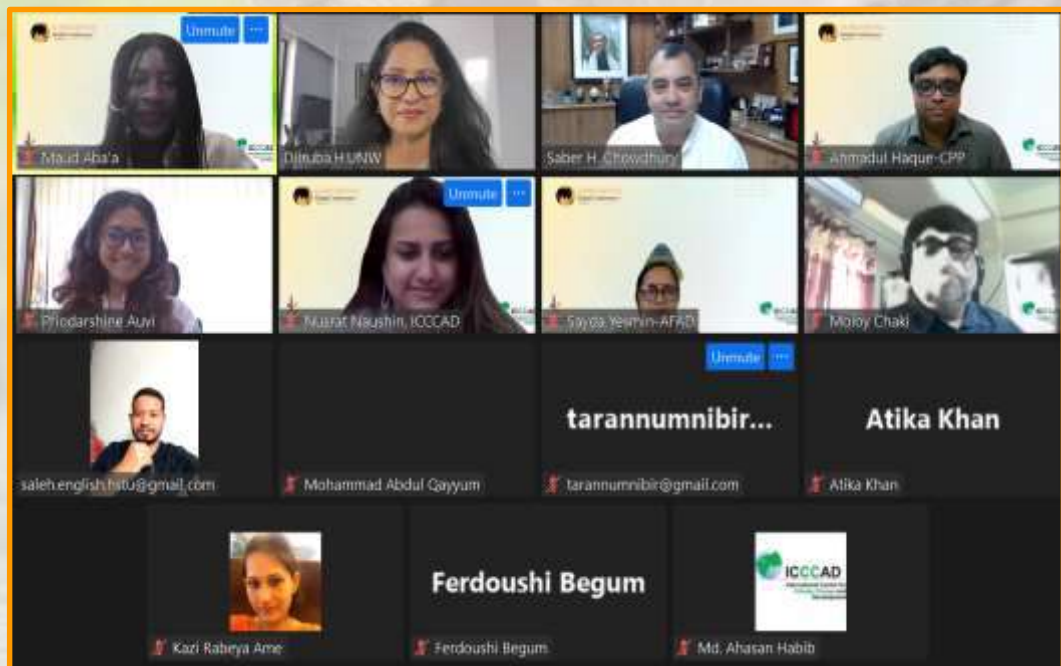 Unmute
Maud Aba'a
Dilruba.H.UNW
Saber H. Chowdhury
Ahmadul Haque-CPP
Unmute
Priodarshine Auvi
Nusrat Naushin, ICCCAD
Sayda Yesmin-AFAD
Mojoy Chaki
saleh.english.hstu@gmail.com
Mohammad Abdul Qayyum
Unmute
tarannumnibir...
tarannumnibir@gmail.com
Atika Khan
Atika Khan
Kazi Rabeya Ame
Ferdoushi Begum
Ferdoushi Begum
ICCCAD
Md. Ahasan Habib